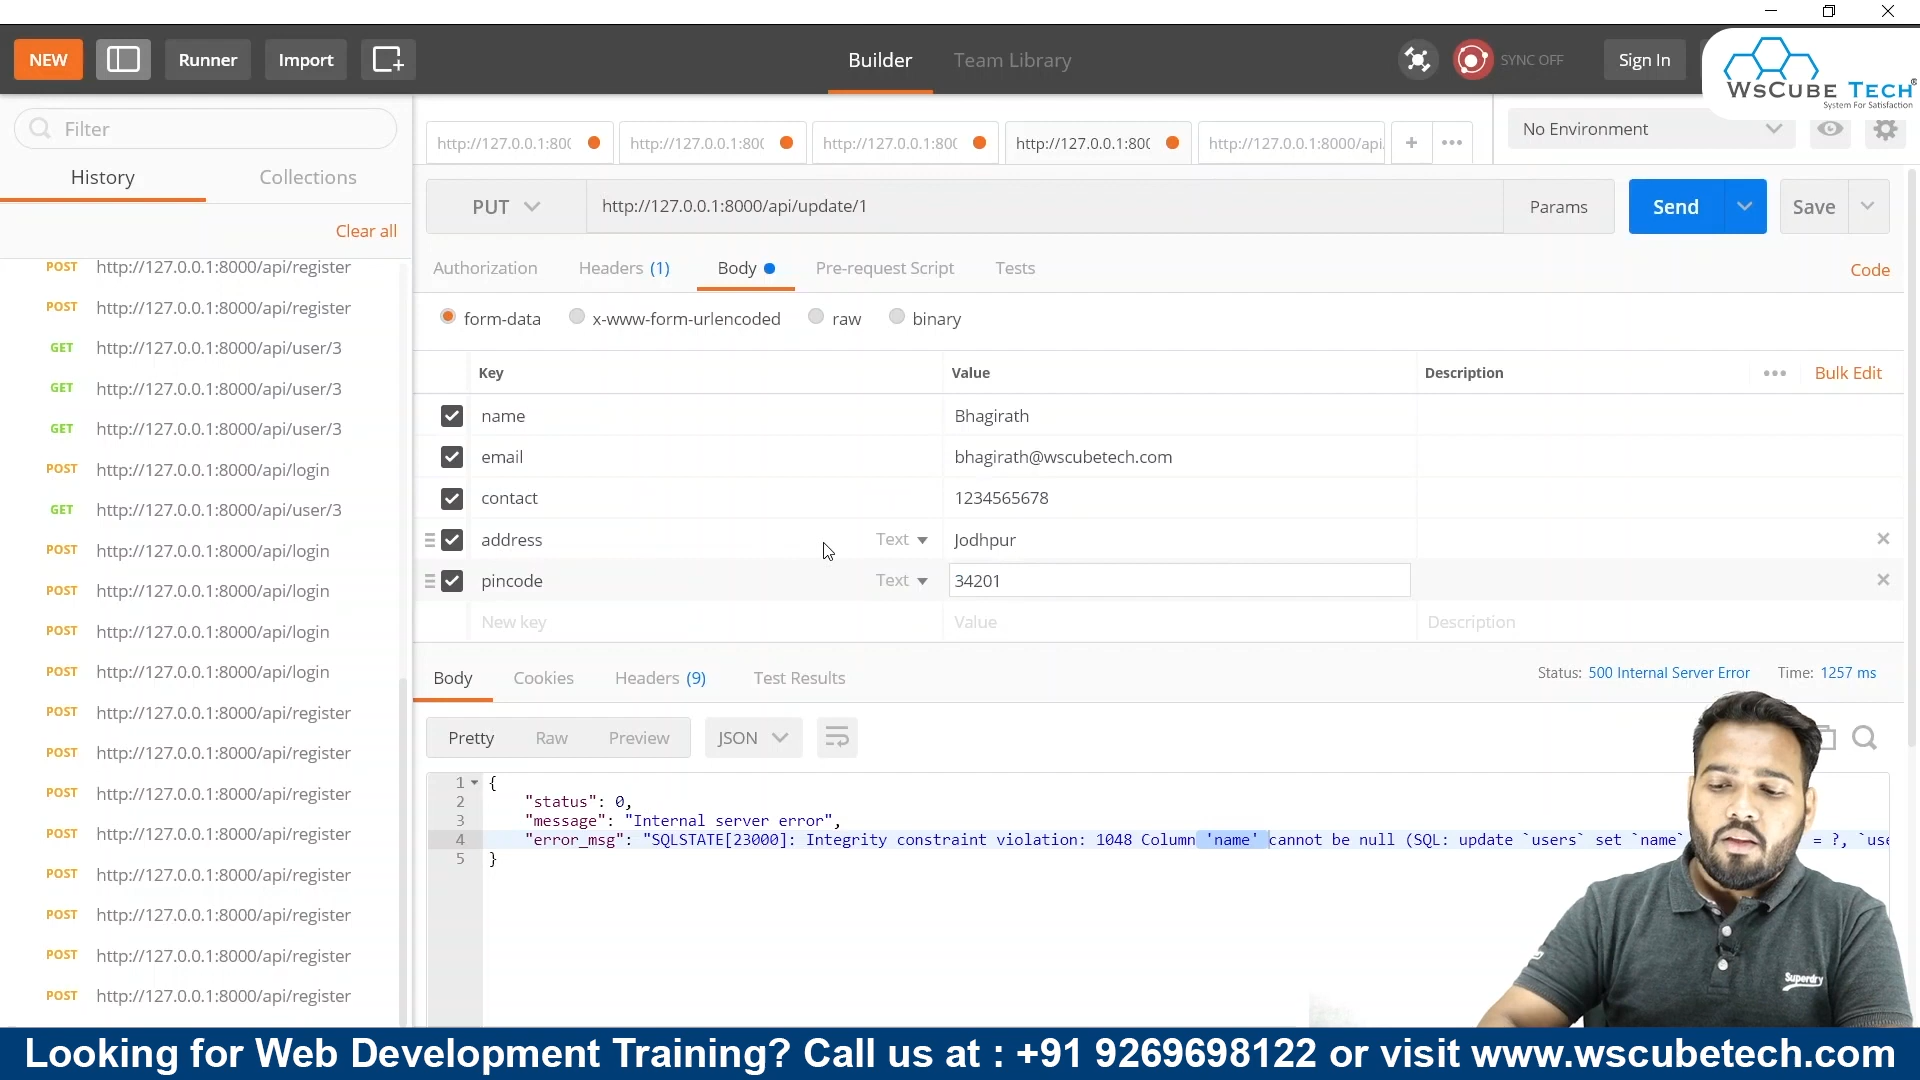 NEW Runner Import Builder Team Library SYNC OFF Sign In
WSCUBE TECH®
System For Satisfaction
Filter
http://127.0.0.1:800 http://127.0.0.1:800 http://127.0.0.1:800 http://127.0.0.1:800 http://127.0.0.1:8000/api. + ••• No Environment
History Collections
PUT http://127.0.0.1:8000/api/update/1 Params Send Save
Clear all
Authorization Headers (1) Body Pre-request Script Tests Code
form-data x-www-form-urlencoded raw binary
Key Value Description ••• Bulk Edit
name Bhagirath
email bhagirath@wscubetech.com
contact 1234565678
address Text Jodhpur
pincode Text 34201
New key Value Description
POST http://127.0.0.1:8000/api/register
POST http://127.0.0.1:8000/api/register
GET http://127.0.0.1:8000/api/user/3
GET http://127.0.0.1:8000/api/user/3
GET http://127.0.0.1:8000/api/user/3
POST http://127.0.0.1:8000/api/login
GET http://127.0.0.1:8000/api/user/3
POST http://127.0.0.1:8000/api/login
POST http://127.0.0.1:8000/api/login
POST http://127.0.0.1:8000/api/login
POST http://127.0.0.1:8000/api/login
POST http://127.0.0.1:8000/api/register
POST http://127.0.0.1:8000/api/register
POST http://127.0.0.1:8000/api/register
POST http://127.0.0.1:8000/api/register
POST http://127.0.0.1:8000/api/register
POST http://127.0.0.1:8000/api/register
POST http://127.0.0.1:8000/api/register
POST http://127.0.0.1:8000/api/register
Body Cookies Headers (9) Test Results Status: 500 Internal Server Error Time: 1257 ms
Pretty Raw Preview JSON
1 {
2 "status": 0,
3 "message": "Internal server error",
4 "error_msg": "SQLSTATE[23000]: Integrity constraint violation: 1048 Column 'name' cannot be null (SQL: update `users` set `name` = ?, `use
5 }
Superdry
Looking for Web Development Training? Call us at : +91 9269698122 or visit www.wscubetech.com